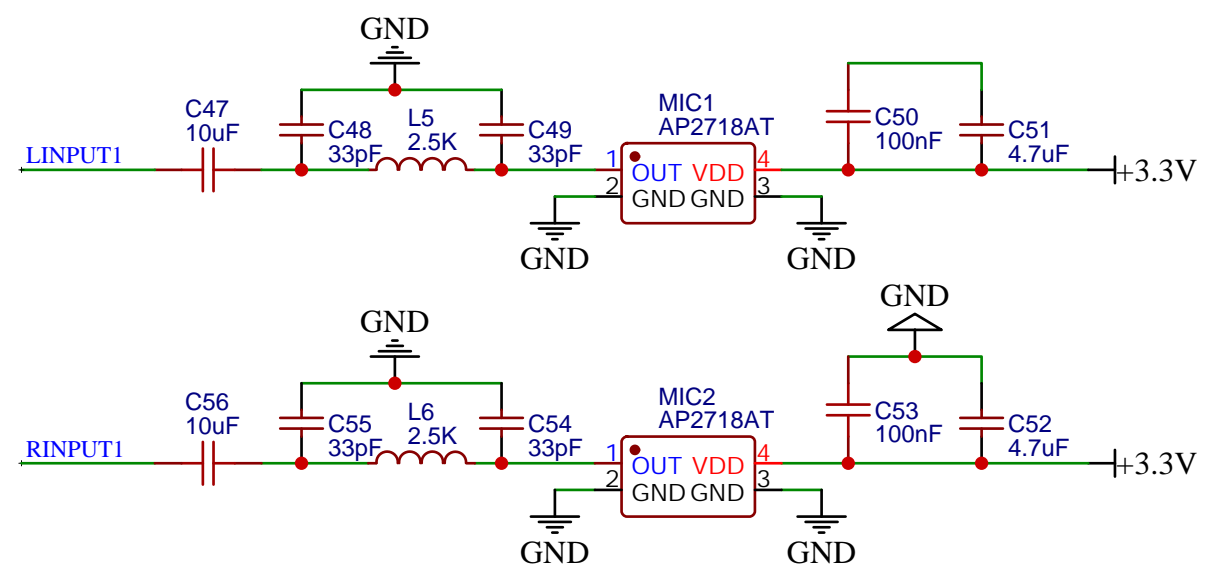 GND
C47
10uF
C48
33pF
L5
2.5K
C49
33pF
MIC1
AP2718AT
C50
100nF
C51
4.7uF
LINPUT1
1
OUT
VDD
4
+3.3V
2
GND
GND
3
GND
GND
GND
GND
C56
10uF
C55
33pF
L6
2.5K
C54
33pF
MIC2
AP2718AT
C53
100nF
C52
4.7uF
RINPUT1
1
OUT
VDD
4
+3.3V
2
GND
GND
3
GND
GND